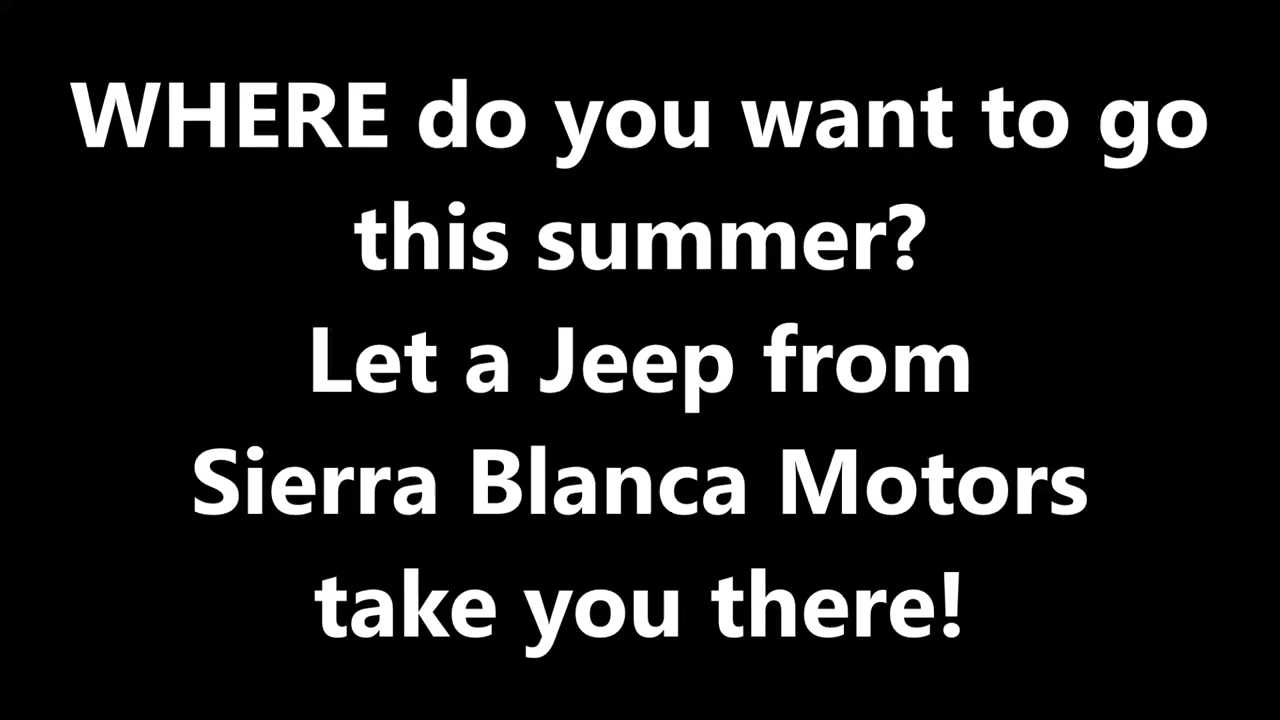 WHERE do you want to go
this summer?
Let a Jeep from
Sierra Blanca Motors
take you there!